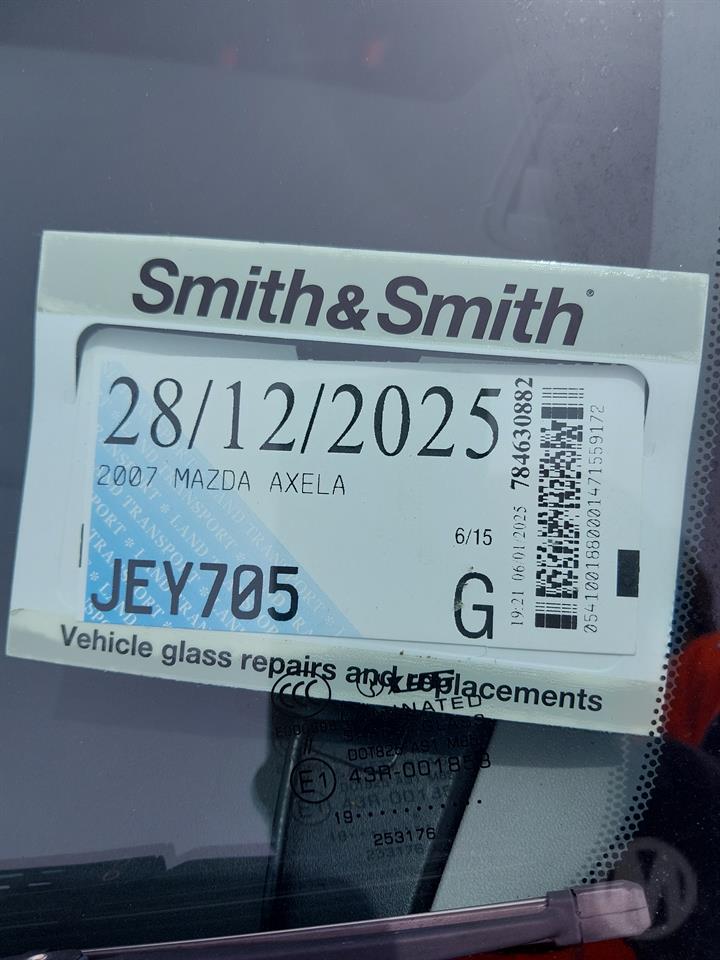 Smith&Smith®
28/12/2025
2007 MAZDA AXELA
6/15
JEY705
G
784630882
19:21 06/01/2025
05410018800014715591​72
Vehicle glass repairs and replacements
CCC
E1 43R-001858
253176